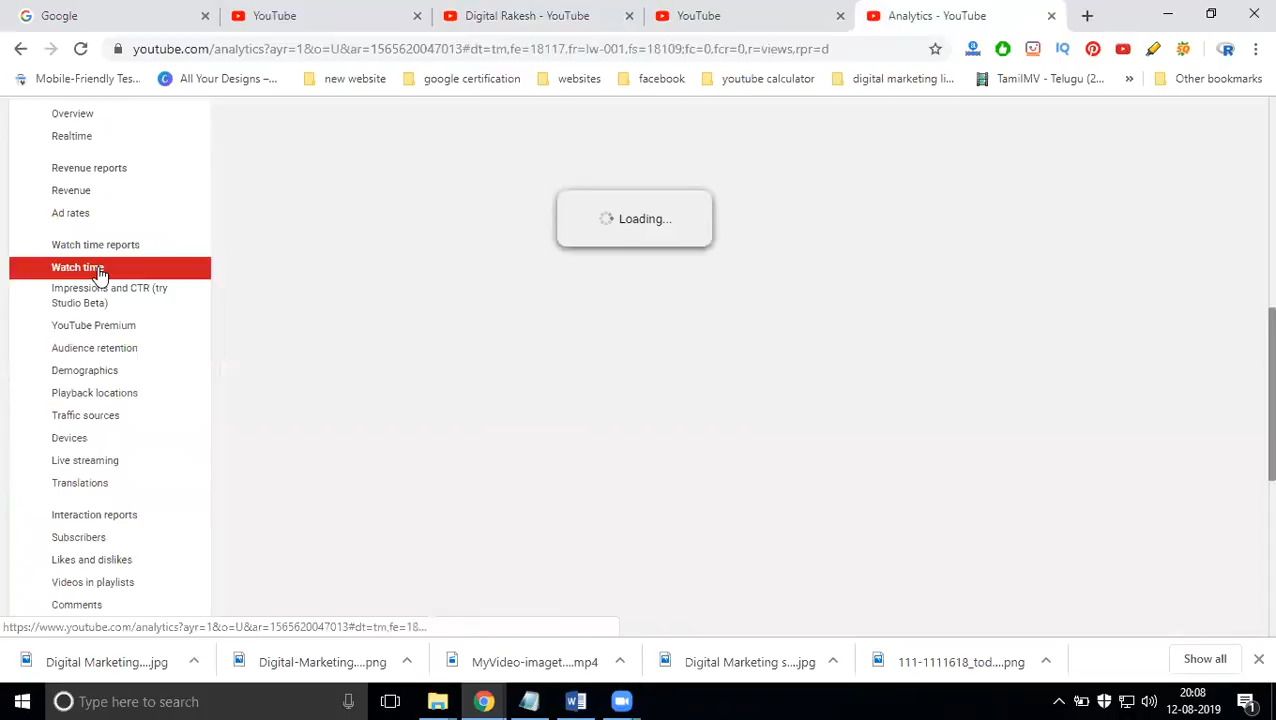 Google
YouTube
Digital Rakesh - YouTube
YouTube
Analytics - YouTube
youtube.com/analytics?ayr=1&o=U&ar=1565620047013#dt=tm,fe=18117,fr=lw-001,fs=18109;fc=0,fcr=0,r=views,rpr=d
Mobile-Friendly Tes...
All Your Designs –...
new website
google certification
websites
facebook
youtube calculator
digital marketing li...
TamilMV - Telugu (2...
»
Other bookmarks
Overview
Realtime
Revenue reports
Revenue
Ad rates
Watch time reports
Watch time
Impressions and CTR (try
Studio Beta)
YouTube Premium
Audience retention
Demographics
Playback locations
Traffic sources
Devices
Live streaming
Translations
Interaction reports
Subscribers
Likes and dislikes
Videos in playlists
Comments
Loading...
https://www.youtube.com/analytics?ayr=1&o=U&ar=1565620047013#dt=tm,fe=18...
Digital Marketing....jpg
Digital-Marketing....png
MyVideo-imaget....mp4
Digital Marketing s....jpg
111-1111618_tod....png
Show all
Type here to search
20:08
12-08-2019